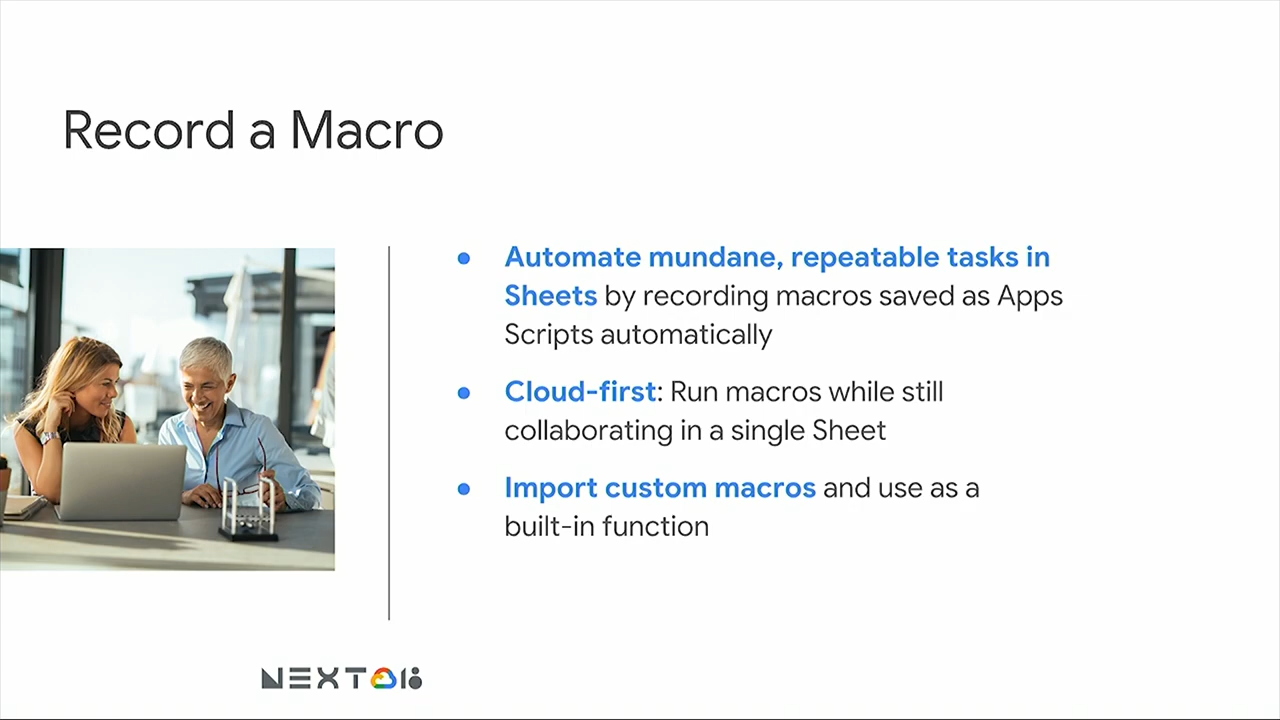 Record a Macro
Automate mundane, repeatable tasks in
Sheets by recording macros saved as Apps
Scripts automatically
Cloud-first: Run macros while still
collaborating in a single Sheet
Import custom macros and use as a
built-in function
NEXT 18